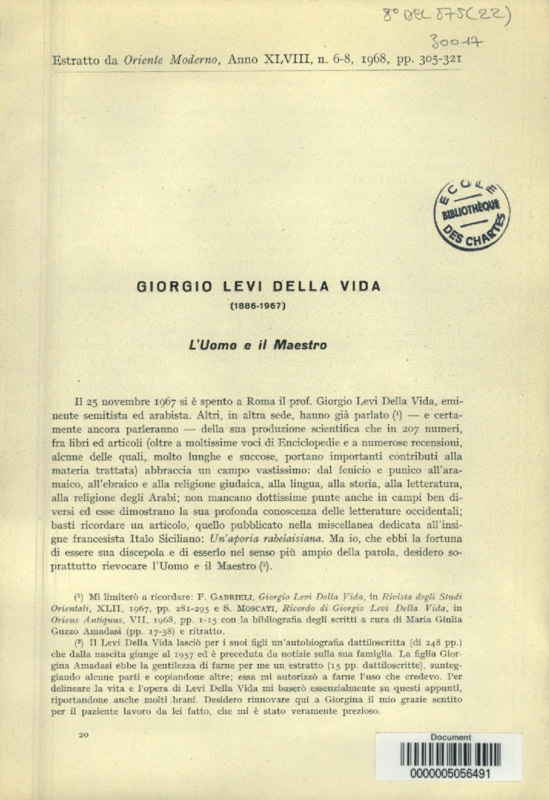 8° DEL 875(22)
30017
Estratto da Oriente Moderno, Anno XLVIII, n. 6-8, 1968, pp. 305-321
ECOLE
BIBLIOTHÈQUE
DES CHARTES
GIORGIO LEVI DELLA VIDA
(1886-1967)
L'Uomo e il Maestro
Il 25 novembre 1967 si è spento a Roma il prof. Giorgio Levi Della Vida, emi-
nente semitista ed arabista. Altri, in altra sede, hanno già parlato (¹) — e certa-
mente ancora parleranno — della sua produzione scientifica che in 207 numeri,
fra libri ed articoli (oltre a moltissime voci di Enciclopedie e a numerose recensioni,
alcune delle quali, molto lunghe e succose, portano importanti contributi alla
materia trattata) abbraccia un campo vastissimo: dal fenicio e punico all'ara-
maico, all'ebraico e alla religione giudaica, alla lingua, alla storia, alla letteratura,
alla religione degli Arabi; non mancano dottissime punte anche in campi ben di-
versi ed esse dimostrano la sua profonda conoscenza delle letterature occidentali;
basti ricordare un articolo, quello pubblicato nella miscellanea dedicata all'insi-
gne francesista Italo Siciliano: Un'aporia rabelaisiana. Ma io, che ebbi la fortuna
di essere sua discepola e di esserlo nel senso più ampio della parola, desidero so-
prattutto rievocare l'Uomo e il Maestro (²).
(¹) Mi limiterò a ricordare: F. GABRIELI, Giorgio Levi Della Vida, in Rivista degli Studi
Orientali, XLII, 1967, pp. 281-295 e S. MOSCATI, Ricordo di Giorgio Levi Della Vida, in
Oriens Antiquus, VII, 1968, pp. 1-15 con la bibliografia degli scritti a cura di Maria Giulia
Guzzo Amadasi (pp. 17-38) e ritratto.
(²) Il Levi Della Vida lasciò per i suoi figli un'autobiografia dattiloscritta (di 248 pp.)
che dalla nascita giunge al 1957 ed è preceduta da notizie sulla sua famiglia. La figlia Gior-
gina Amadasi ebbe la gentilezza di farne per me un estratto (15 pp. dattiloscritte), sunteg-
giando alcune parti e copiandone altre; essa mi autorizzò a farne l'uso che credevo. Per
delineare la vita e l'opera di Levi Della Vida mi baserò essenzialmente su questi appunti,
riportandone anche molti brani. Desidero rinnovare qui a Giorgina il mio grazie sentito
per il paziente lavoro da lei fatto, che mi è stato veramente prezioso.
20
Document
0000005056491